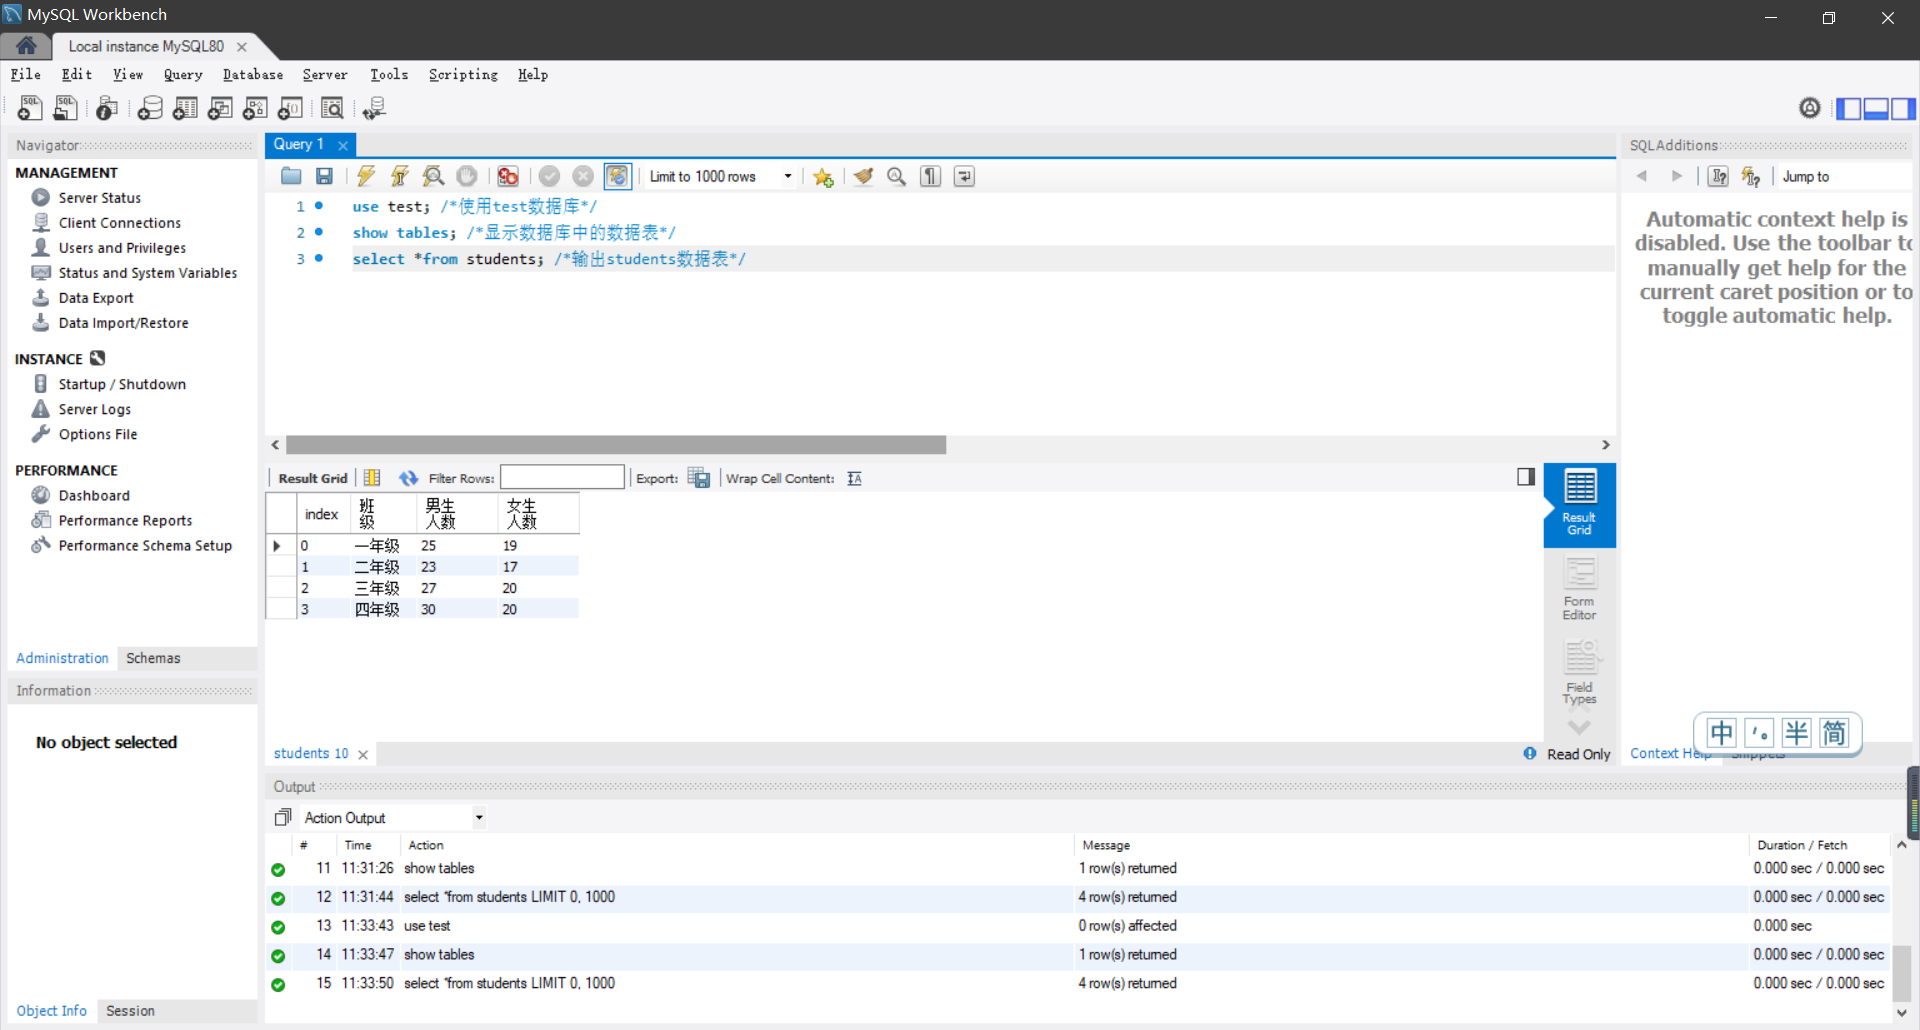 MySQL Workbench
Local instance MySQL80
File Edit View Query Database Server Tools Scripting Help
Navigator
MANAGEMENT
Server Status
Client Connections
Users and Privileges
Status and System Variables
Data Export
Data Import/Restore
INSTANCE
Startup / Shutdown
Server Logs
Options File
PERFORMANCE
Dashboard
Performance Reports
Performance Schema Setup
Administration Schemas
Information
No object selected
Object Info Session
Query 1
Limit to 1000 rows
1 use test; /*使用test数据库*/
2 show tables; /*显示数据库中的数据表*/
3 select *from students; /*输出students数据表*/
Result Grid Filter Rows: Export: Wrap Cell Content:
index 班级 男生人数 女生人数
0 一年级 25 19
1 二年级 23 17
2 三年级 27 20
3 四年级 30 20
Result Grid
Form Editor
Field Types
students 10
Read Only
SQLAdditions
Jump to
Automatic context help is
disabled. Use the toolbar to
manually get help for the
current caret position or to
toggle automatic help.
Context Help Snippets
中 半 简
Output
Action Output
# Time Action Message Duration / Fetch
11 11:31:26 show tables 1 row(s) returned 0.000 sec / 0.000 sec
12 11:31:44 select *from students LIMIT 0, 1000 4 row(s) returned 0.000 sec / 0.000 sec
13 11:33:43 use test 0 row(s) affected 0.000 sec
14 11:33:47 show tables 1 row(s) returned 0.000 sec / 0.000 sec
15 11:33:50 select *from students LIMIT 0, 1000 4 row(s) returned 0.000 sec / 0.000 sec